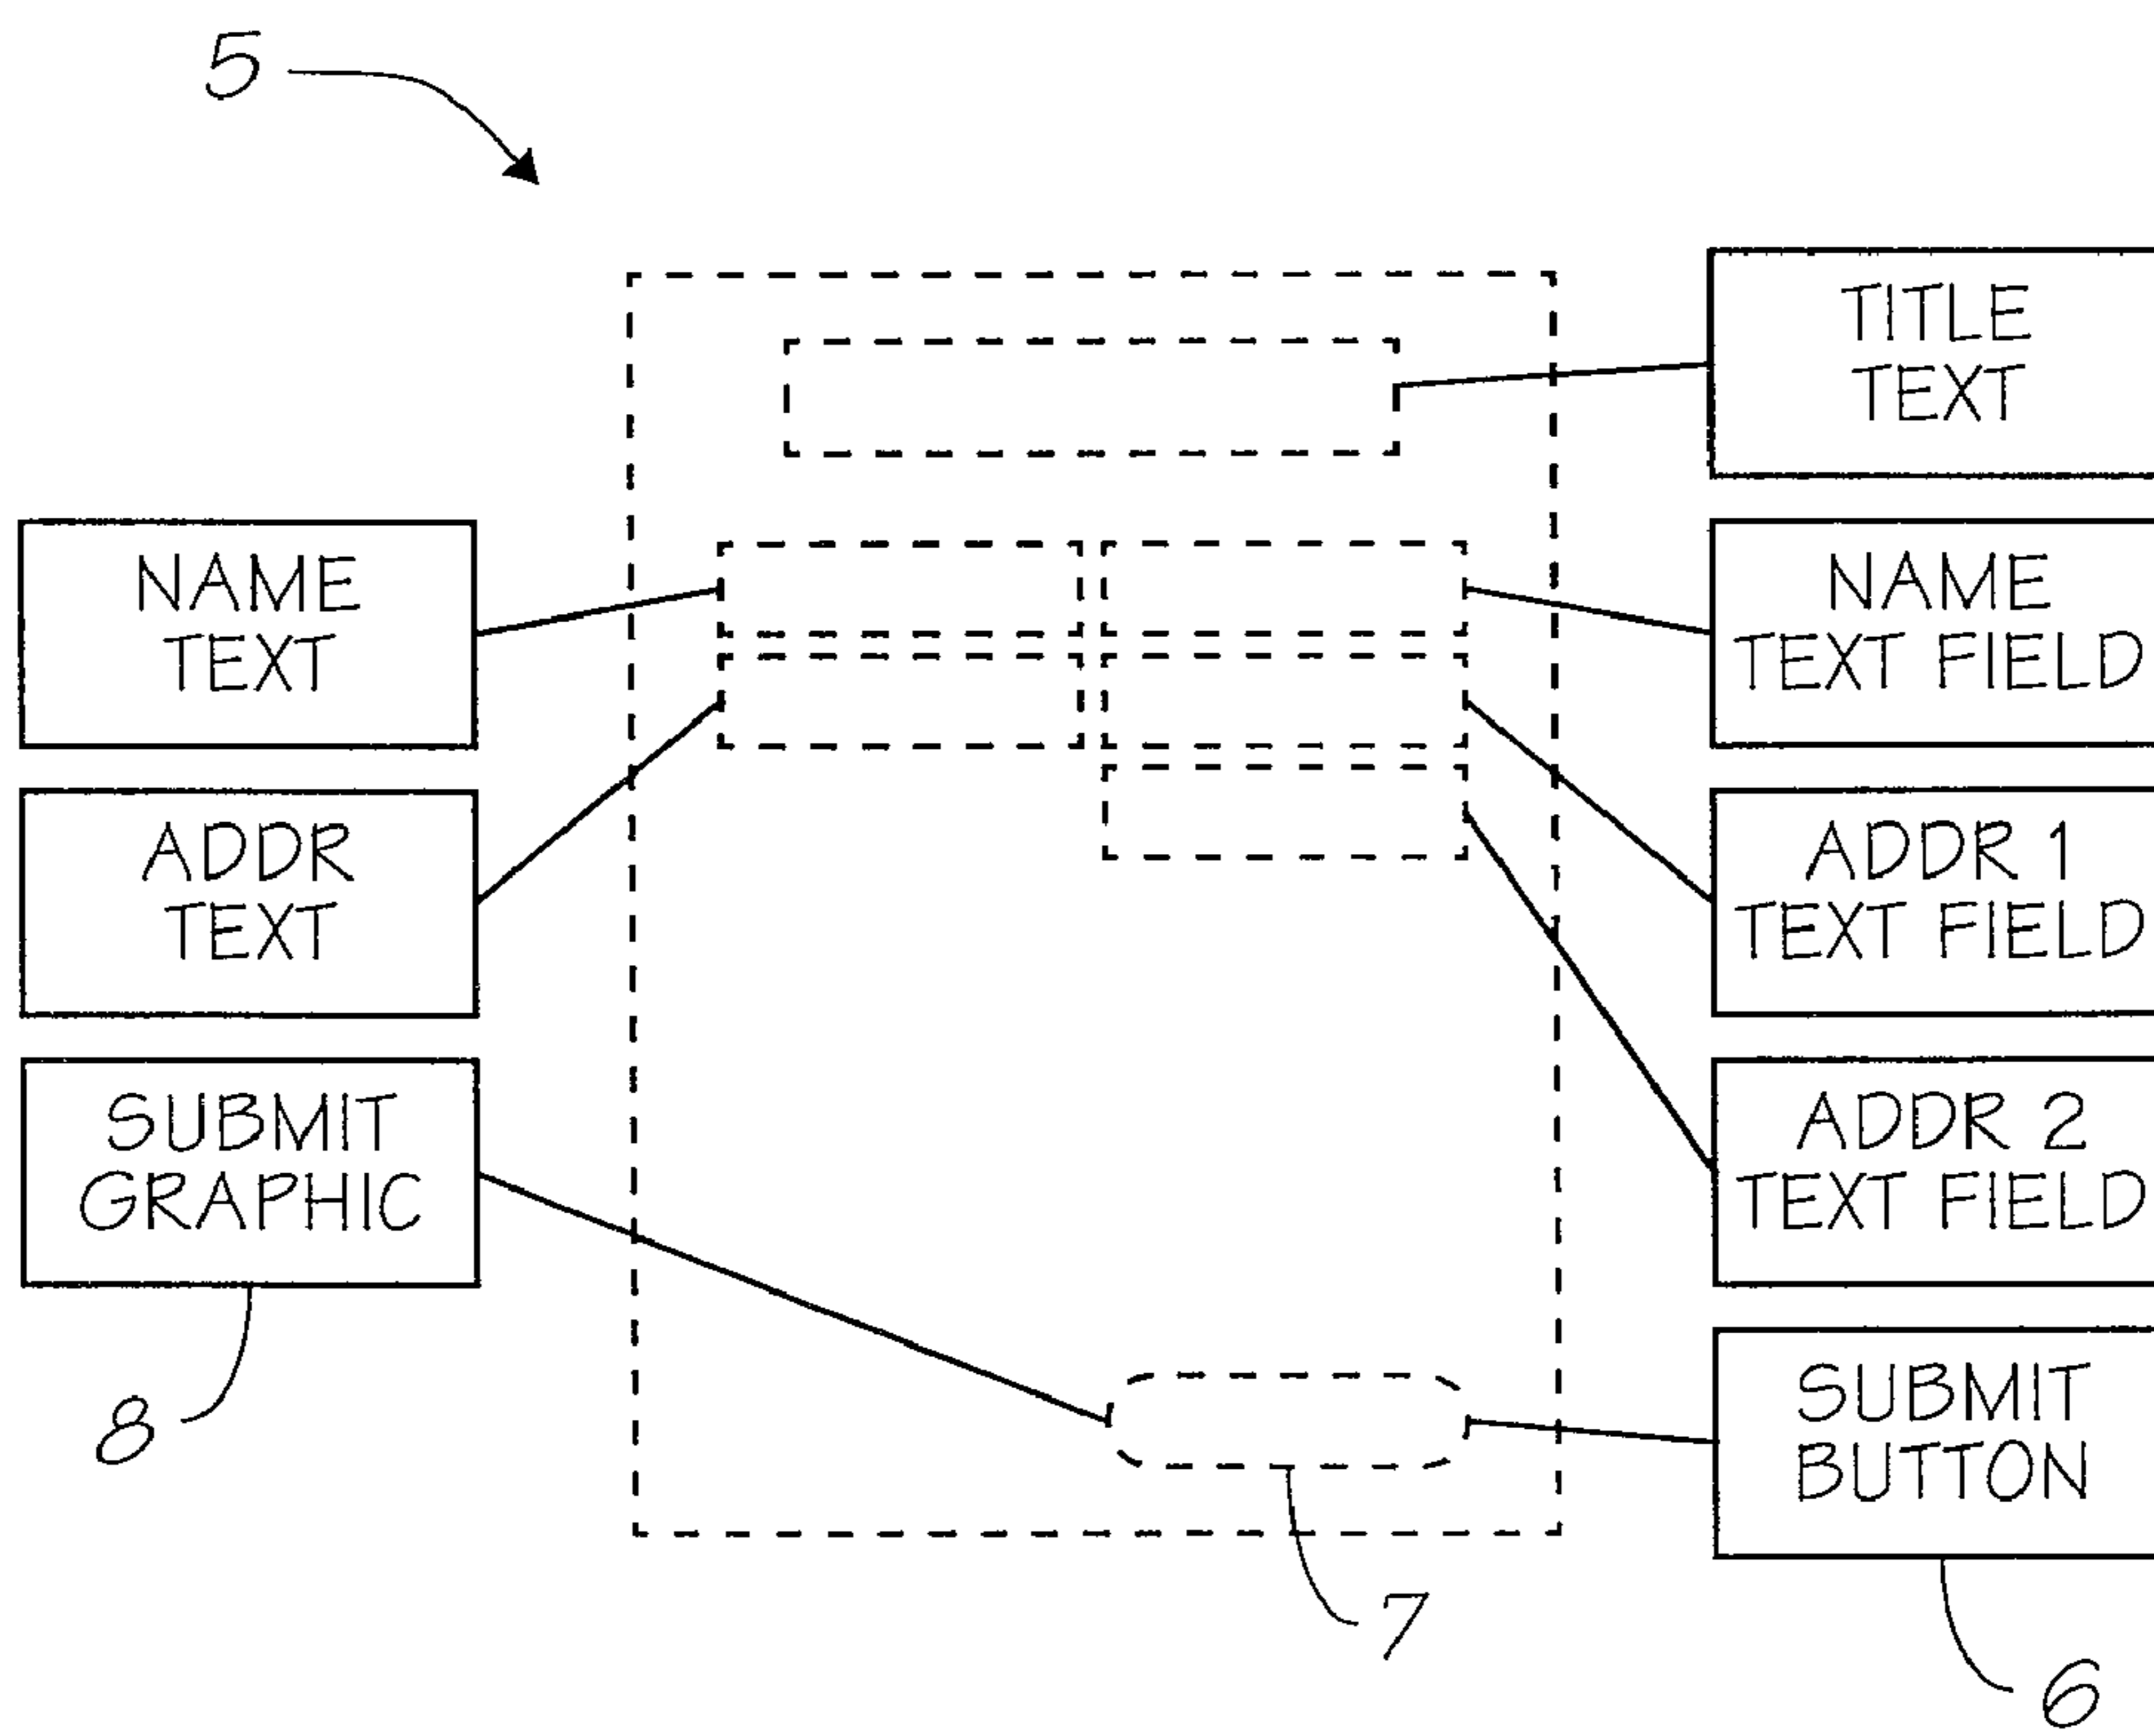 5
TITLE
TEXT
NAME
TEXT
NAME
TEXT FIELD
ADDR
TEXT
ADDR 1
TEXT FIELD
SUBMIT
GRAPHIC
ADDR 2
TEXT FIELD
8
SUBMIT
BUTTON
7
6